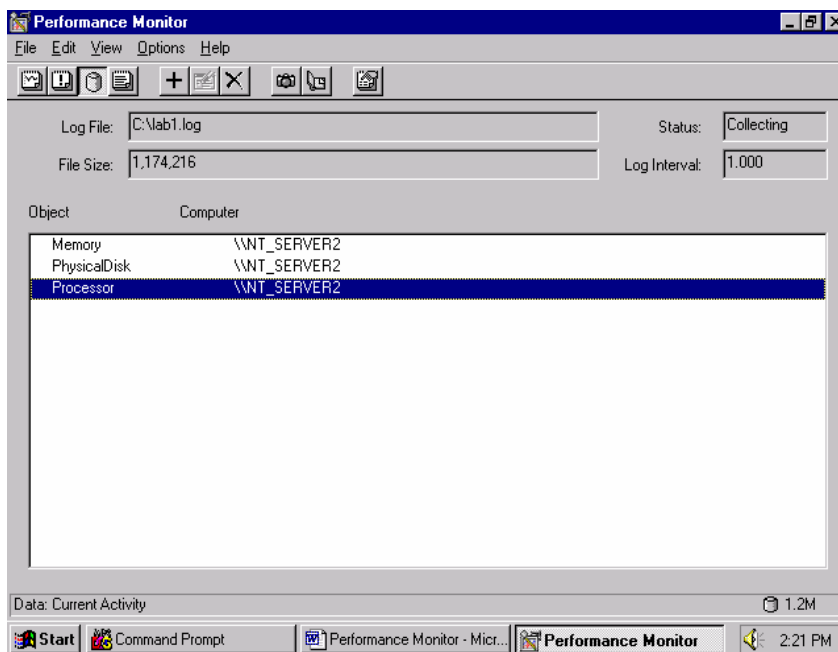 Performance Monitor
File Edit View Options Help
Log File: C:\lab1.log Status: Collecting
File Size: 1,174,216 Log Interval: 1.000
Object Computer
Memory \\NT_SERVER2
PhysicalDisk \\NT_SERVER2
Processor \\NT_SERVER2
Data: Current Activity 1.2M
Start Command Prompt Performance Monitor - Micr... Performance Monitor 2:21 PM